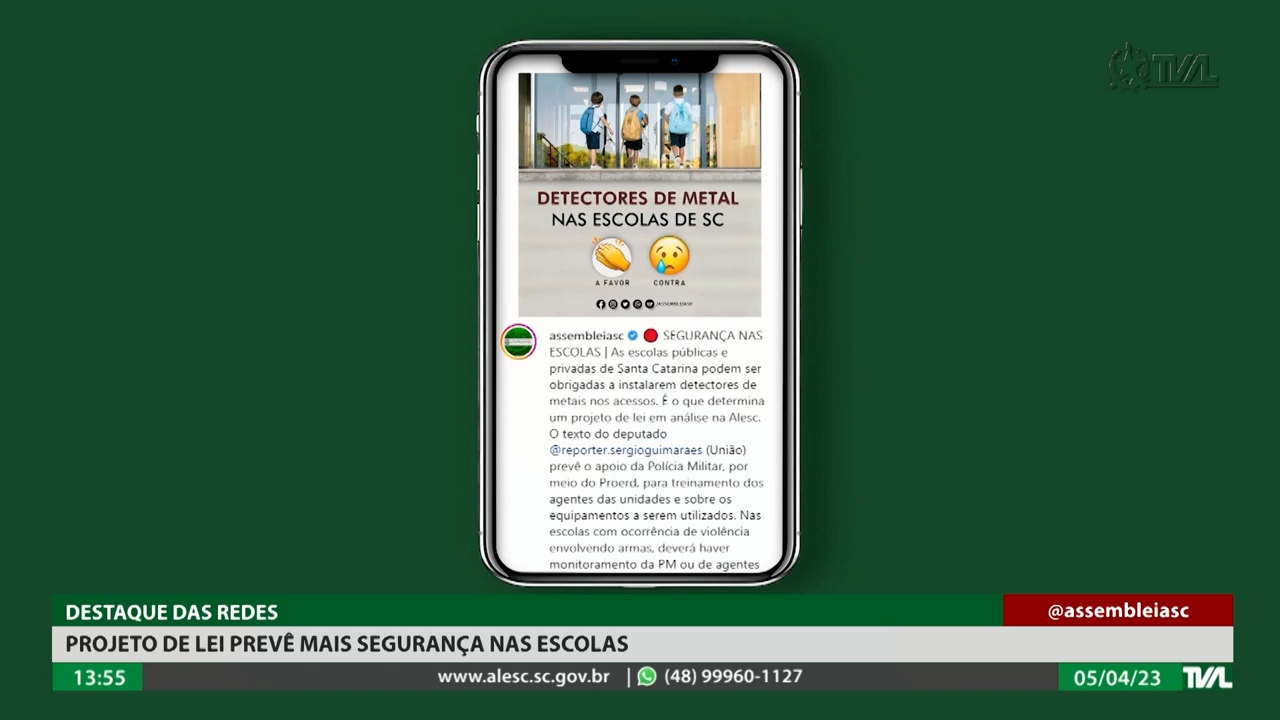 TVAL
DETECTORES DE METAL
NAS ESCOLAS DE SC
A FAVOR
CONTRA
/ASSEMBLEIASC
assembleiasc SEGURANÇA NAS
ESCOLAS | As escolas públicas e
privadas de Santa Catarina podem ser
obrigadas a instalarem detectores de
metais nos acessos. É o que determina
um projeto de lei em análise na Alesc.
O texto do deputado
@reporter.sergioguimaraes (União)
prevê o apoio da Polícia Militar, por
meio do Proerd, para treinamento dos
agentes das unidades e sobre os
equipamentos a serem utilizados. Nas
escolas com ocorrência de violência
envolvendo armas, deverá haver
monitoramento da PM ou de agentes
DESTAQUE DAS REDES
@assembleiasc
PROJETO DE LEI PREVÊ MAIS SEGURANÇA NAS ESCOLAS
13:55
www.alesc.sc.gov.br | (48) 99960-1127
05/04/23
TVAL